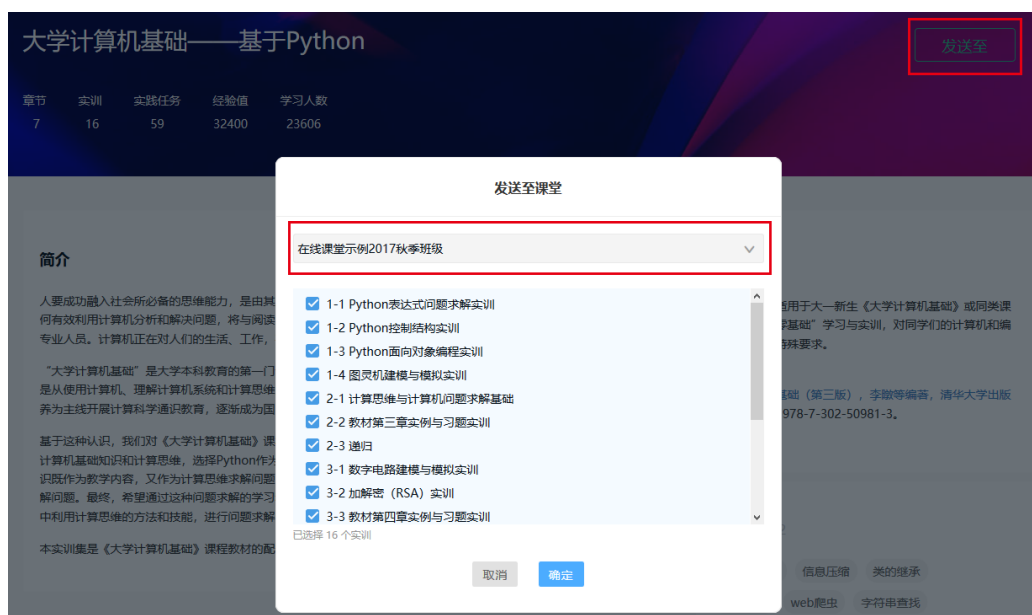 大学计算机基础——基于Python
发送至
章节 实训 实践任务 经验值 学习人数
7 16 59 32400 23606
发送至课堂
在线课堂示例2017秋季班级
1-1 Python表达式问题求解实训
1-2 Python控制结构实训
1-3 Python面向对象编程实训
1-4 图灵机建模与模拟实训
2-1 计算思维与计算机问题求解基础
2-2 教材第三章实例与习题实训
2-3 递归
3-1 数字电路建模与模拟实训
3-2 加解密（RSA）实训
3-3 教材第四章实例与习题实训
已选择 16 个实训
取消 确定
简介
人要成功融入社会所必备的思维能力，是由其
何有效利用计算机分析和解决问题，将与阅读
专业人员。计算机正在对人们的生活、工作，
“大学计算机基础”是大学本科教育的第一门
是从使用计算机、理解计算机系统和计算思维
养为主线开展计算科学通识教育，逐渐成为国
基于这种认识，我们对《大学计算机基础》课
计算机基础知识和计算思维，选择Python作为
识既作为教学内容，又作为计算思维求解问题
解问题。最终，希望通过这种问题求解的学习
中利用计算思维的方法和技能，进行问题求解
本实训集是《大学计算机基础》课程教材的配
适用于大一新生《大学计算机基础》或同类课
学基础”学习与实训，对同学们的计算机和编
特殊要求。
基础（第三版），李暾等编著，清华大学出版
978-7-302-50981-3。
信息压缩 类的继承
web爬虫 字符串查找